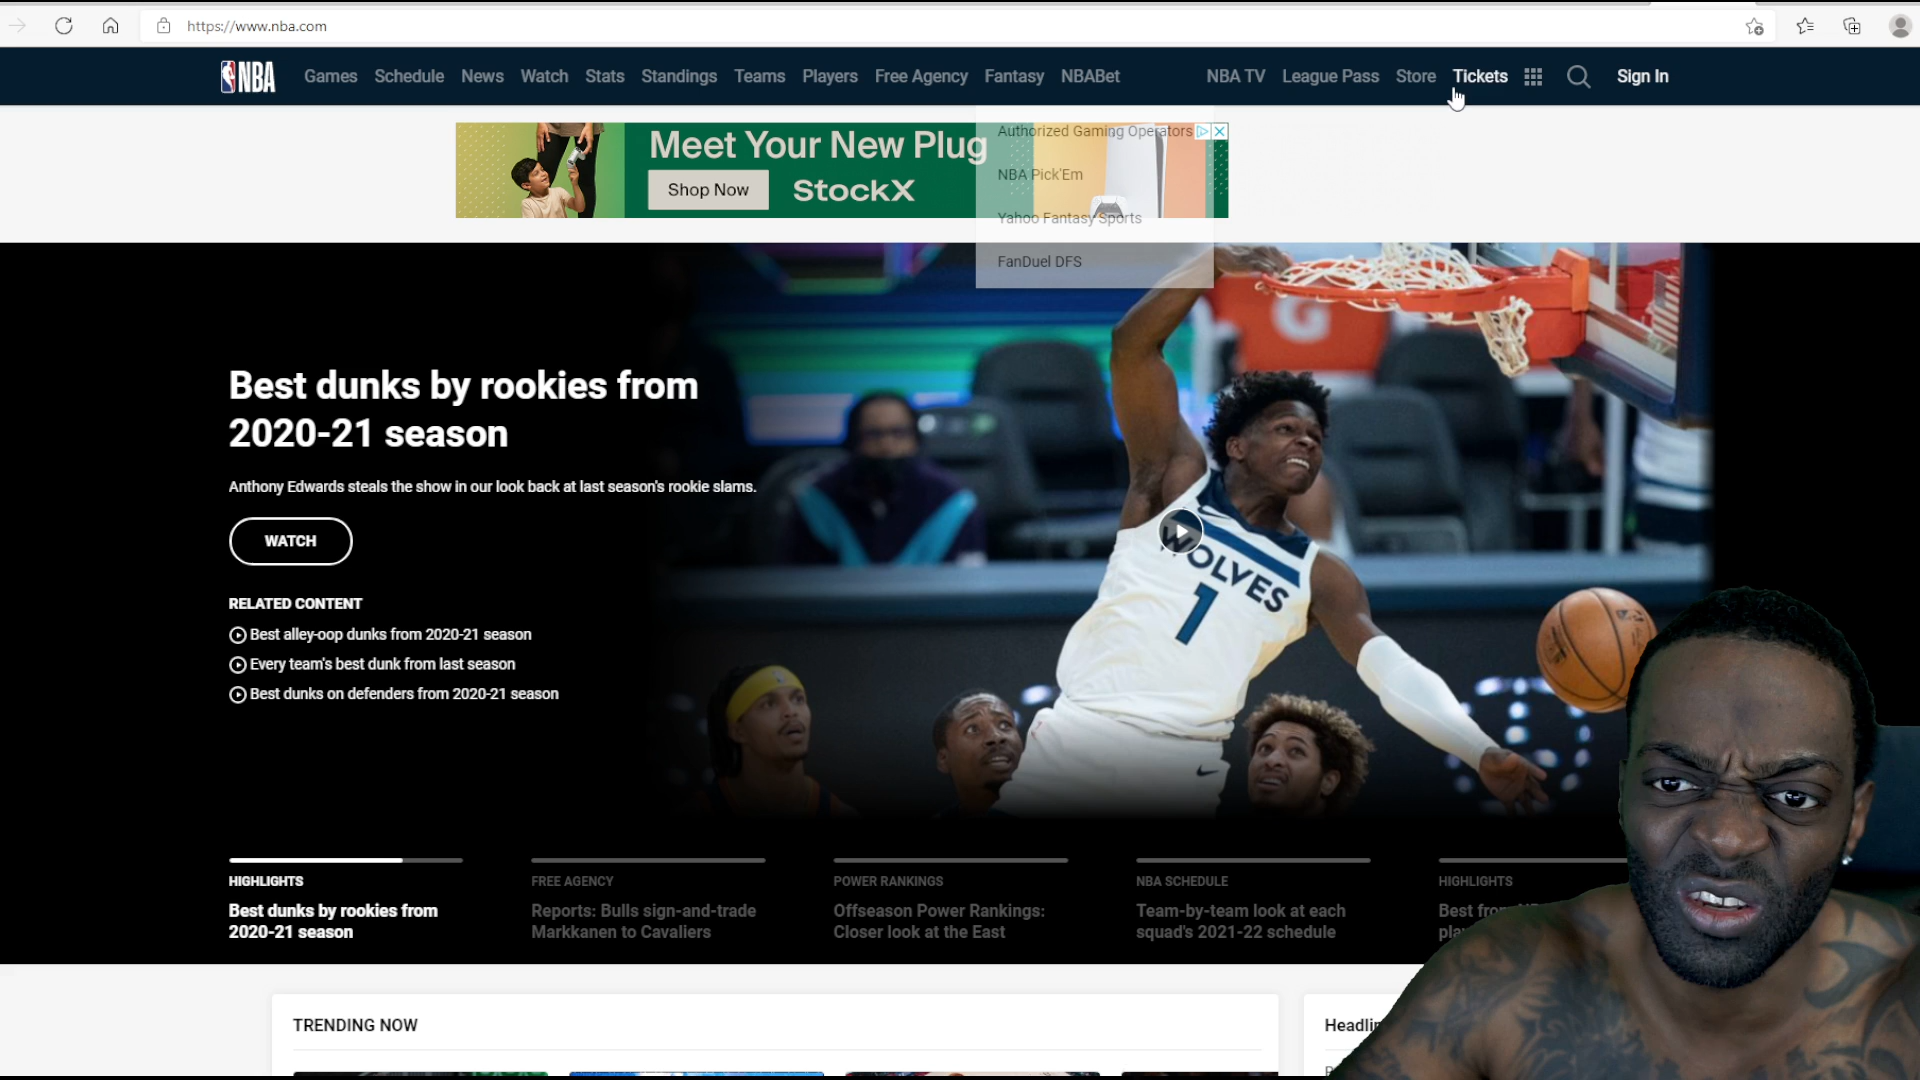 https://www.nba.com
NBA Games Schedule News Watch Stats Standings Teams Players Free Agency Fantasy NBABet NBA TV League Pass Store Tickets Sign In
Meet Your New Plug
Shop Now StockX
Authorized Gaming Operators
NBA Pick'Em
Yahoo Fantasy Sports
FanDuel DFS
G
Best dunks by rookies from
2020-21 season
Anthony Edwards steals the show in our look back at last season's rookie slams.
WATCH
WOLVES
1
RELATED CONTENT
Best alley-oop dunks from 2020-21 season
Every team's best dunk from last season
Best dunks on defenders from 2020-21 season
HIGHLIGHTS
Best dunks by rookies from
2020-21 season
FREE AGENCY
Reports: Bulls sign-and-trade
Markkanen to Cavaliers
POWER RANKINGS
Offseason Power Rankings:
Closer look at the East
NBA SCHEDULE
Team-by-team look at each
squad's 2021-22 schedule
HIGHLIGHTS
Best
TRENDING NOW